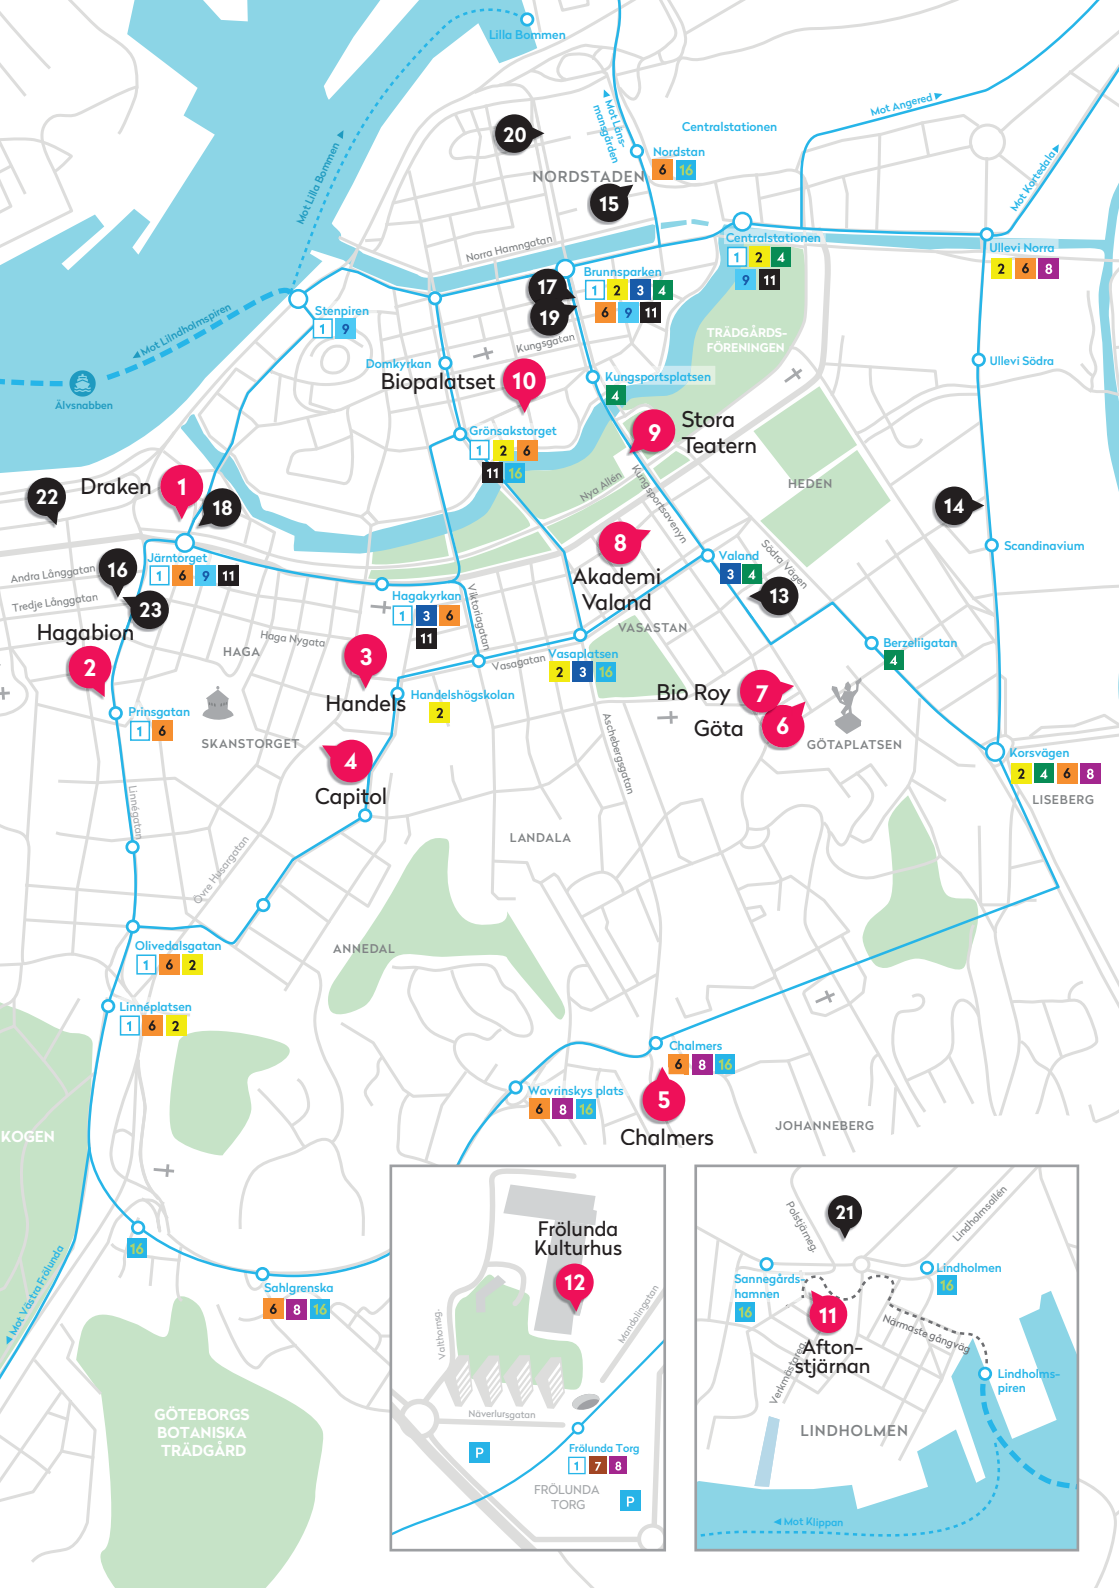 Lilla Bommen
Mot Angered
Mot Läns-
mansgården
Centralstationen
20
Nordstan
6 16
NORDSTADEN
Mot Lilla Bommen
Mot Kortedala
15
Norra Hamngatan
Centralstationen
1 2 4
9 11
Ullevi Norra
2 6 8
Brunnsparken
1 2 3 4
6 9 11
17
19
Stenpiren
1 9
Mot Lilndholmspiren
TRÄDGÅRDS-
FÖRENINGEN
Kungsgatan
Domkyrkan
Ullevi Södra
Älvsnabben
Biopalatset
10
Kungsportsplatsen
4
Grönsakstorget
1 2 6
11 16
9
Stora
Teatern
Draken
1
22
18
Nya Allén
Kungsportsavenyn
HEDEN
14
8
Akademi
Valand
Valand
3 4
Södra Vägen
13
Scandinavium
Järntorget
1 6 9 11
Andra Långgatan
Tredje Långgatan
16
23
Hagabion
2
Hagakyrkan
1 3 6
11
Viktoriagatan
VASASTAN
Haga Nygata
HAGA
3
Handels
Vasagatan
Vasaplatsen
2 3 16
Berzeliigatan
4
Handelshögskolan
2
Bio Roy
7
Göta
6
GÖTAPLATSEN
Prinsgatan
1 6
SKANSTORGET
Aschebergsgatan
4
Capitol
Korsvägen
2 4 6 8
LISEBERG
Linnégatan
LANDALA
Övre Husargatan
ANNEDAL
Olivedalsgatan
1 6 2
Linnéplatsen
1 6 2
Chalmers
6 8 16
Wavrinskys plats
6 8 16
5
Chalmers
JOHANNEBERG
KOGEN
16
Mot Västra Frölunda
Sahlgrenska
6 8 16
GÖTEBORGS
BOTANISKA
TRÄDGÅRD
Frölunda
Kulturhus
12
Valthornsg.
Mandolingatan
Näverlursgatan
P
Frölunda Torg
1 7 8
FRÖLUNDA
TORG
P
Polstjärneg.
21
Lindholmsallén
Sannegårds-
hamnen
16
Lindholmen
16
11
Afton-
stjärnan
Närmaste gångväg
Verkmästaregatan
Lindholms-
piren
LINDHOLMEN
Mot Klippan